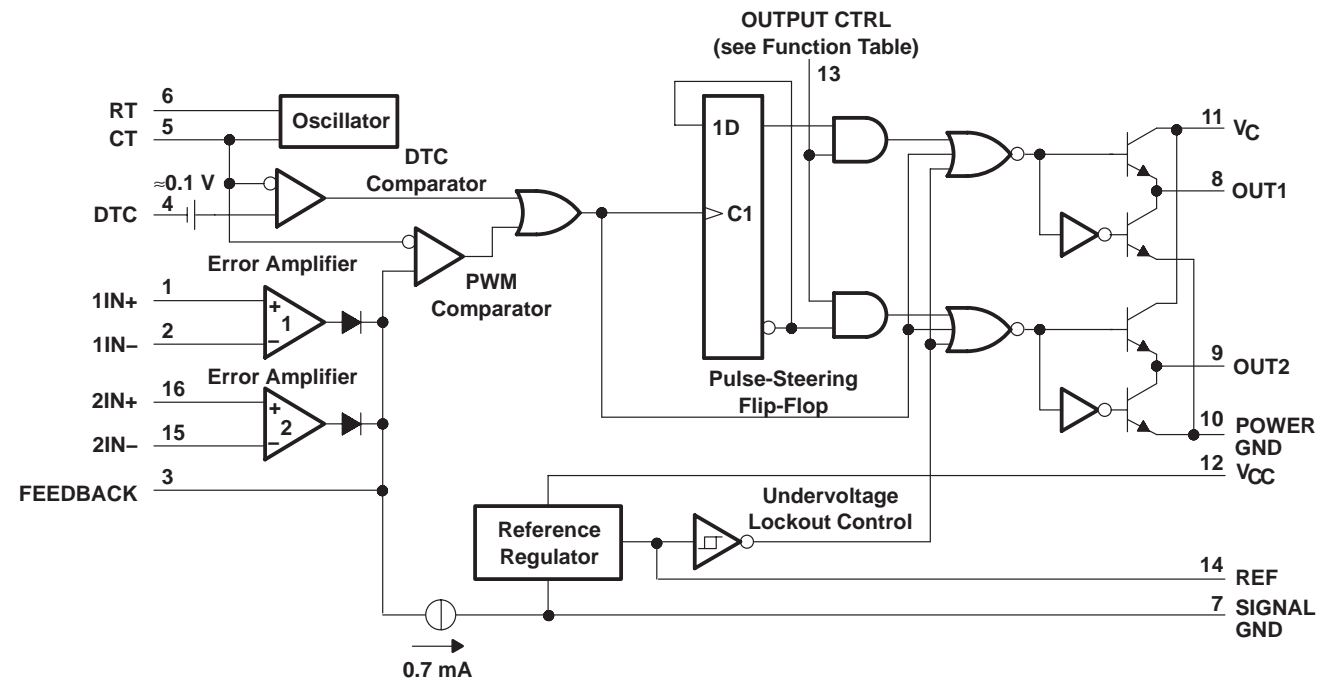 OUTPUT CTRL
(see Function Table)
13
RT
6
CT
5
Oscillator
DTC
Comparator
≈0.1 V
DTC
4
1D
C1
11
VC
8
OUT1
Error Amplifier
PWM
Comparator
1IN+
1
1IN−
2
+
1
−
Error Amplifier
2IN+
16
2IN−
15
+
2
−
Pulse-Steering
Flip-Flop
9
OUT2
10
POWER
GND
FEEDBACK
3
12
VCC
Reference
Regulator
Undervoltage
Lockout Control
14
REF
7
SIGNAL
GND
0.7 mA